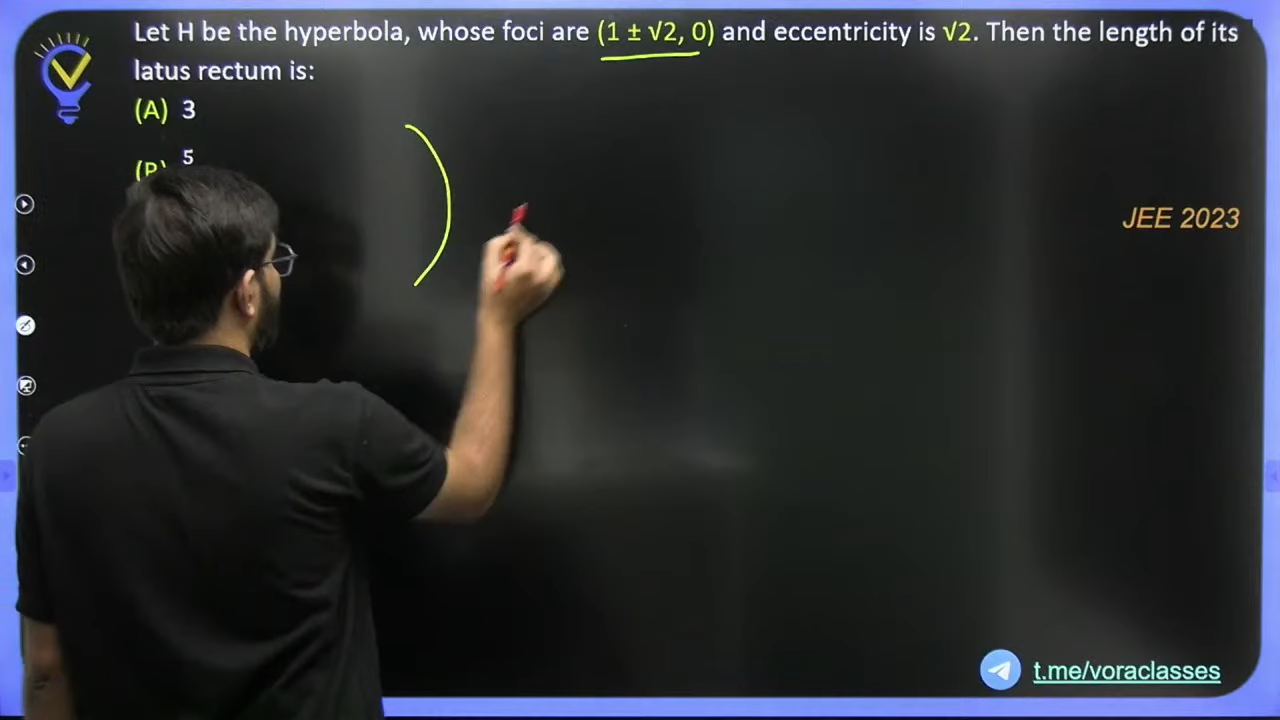 Let H be the hyperbola, whose foci are (1 ± √2, 0) and eccentricity is √2. Then the length of its
latus rectum is:
(A) 3
5
JEE 2023
t.me/voraclasses